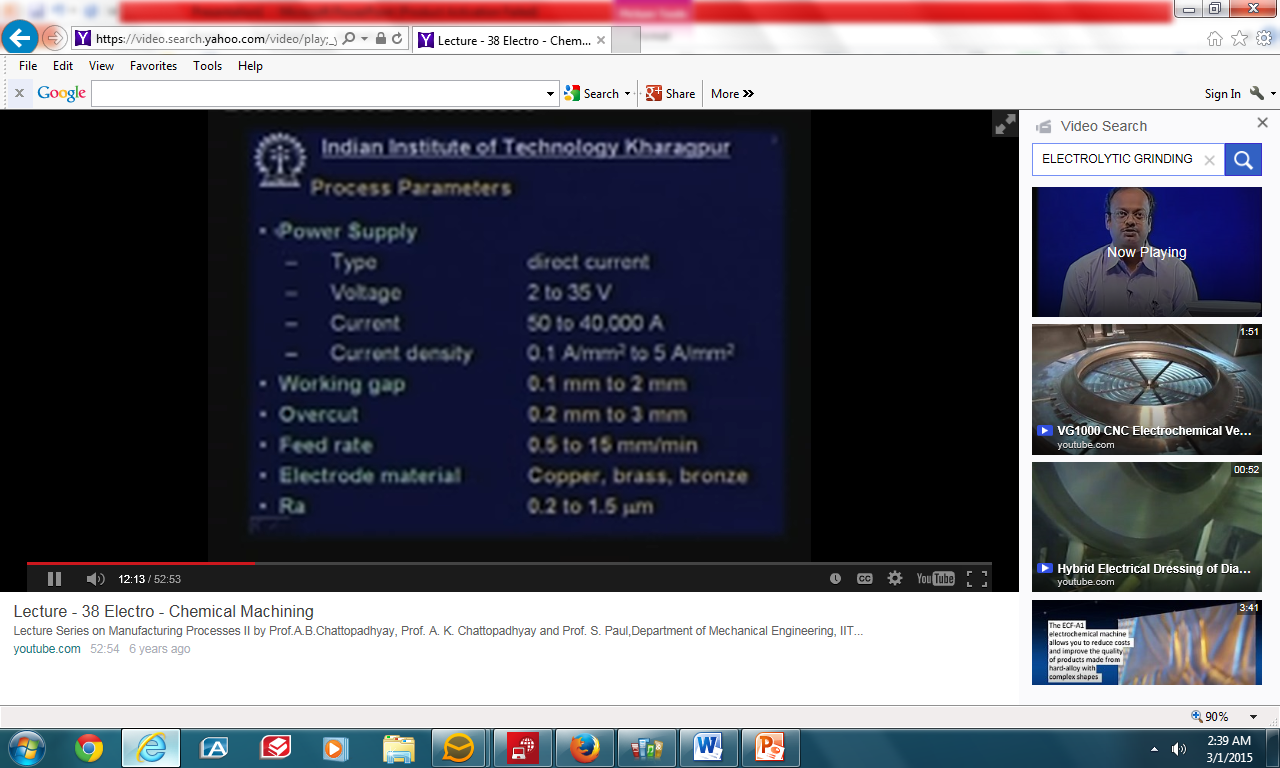 https://video.search.yahoo.com/video/play;_y
Lecture - 38 Electro - Chem...
File Edit View Favorites Tools Help
Google
Search
Share
More
Sign In
Indian Institute of Technology Kharagpur
Process Parameters
• Power Supply
– Type direct current
– Voltage 2 to 35 V
– Current 50 to 40,000 A
– Current density 0.1 A/mm² to 5 A/mm²
• Working gap 0.1 mm to 2 mm
• Overcut 0.2 mm to 3 mm
• Feed rate 0.5 to 15 mm/min
• Electrode material Copper, brass, bronze
• Ra 0.2 to 1.5 μm
12:13 / 52:53
CC
YouTube
Lecture - 38 Electro - Chemical Machining
Lecture Series on Manufacturing Processes II by Prof.A.B.Chattopadhyay, Prof. A. K. Chattopadhyay and Prof. S. Paul,Department of Mechanical Engineering, IIT...
youtube.com 52:54 6 years ago
Video Search
ELECTROLYTIC GRINDING
Now Playing
1:51
VG1000 CNC Electrochemical Ve...
youtube.com
00:52
Hybrid Electrical Dressing of Dia...
youtube.com
3:41
The ECF-A1
electrochemical machine
allows you to reduce costs
and improve the quality
of products made from
hard-alloy with
complex shapes
90%
2:39 AM
3/1/2015